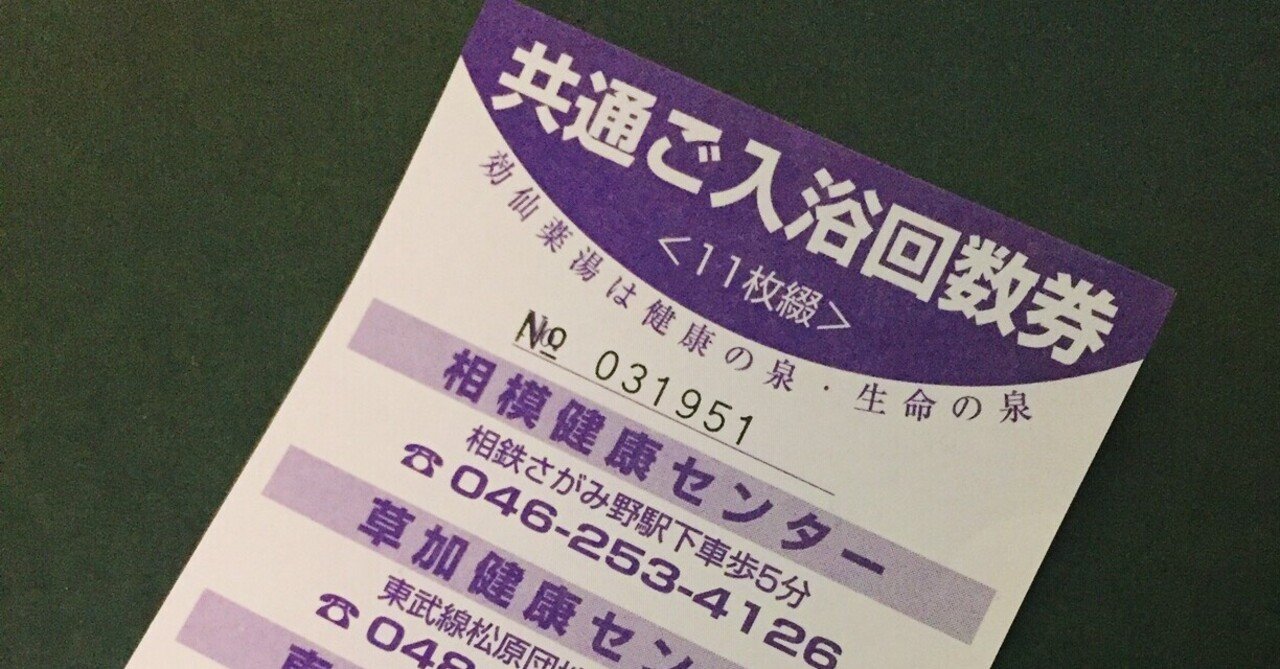 共通ご入浴回数券
<11枚綴>
効仙薬湯は健康の泉・生命の泉
№ 031951
相模健康センター
相鉄さがみ野駅下車歩5分
☎046-253-4126
草加健康セン
東武線松原団地
☎048